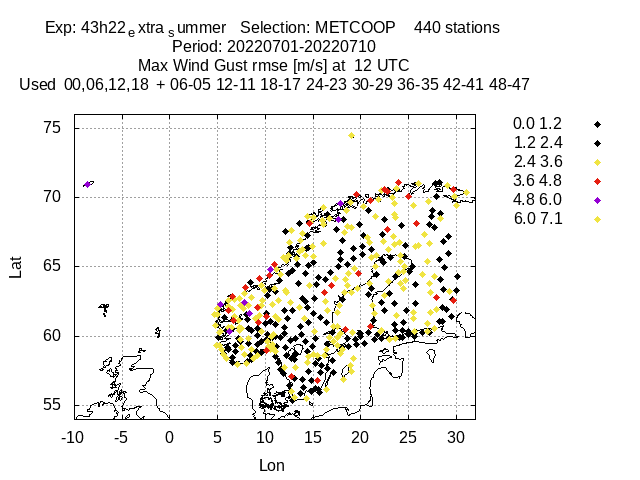 Exp: 43h22extrasummer   Selection: METCOOP    440 stations
Period: 20220701-20220710
Max Wind Gust rmse [m/s] at  12 UTC
Used  00,06,12,18  + 06-05 12-11 18-17 24-23 30-29 36-35 42-41 48-47
75
70
65
60
55
-10 -5 0 5 10 15 20 25 30
Lat
Lon
0.0 1.2
1.2 2.4
2.4 3.6
3.6 4.8
4.8 6.0
6.0 7.1